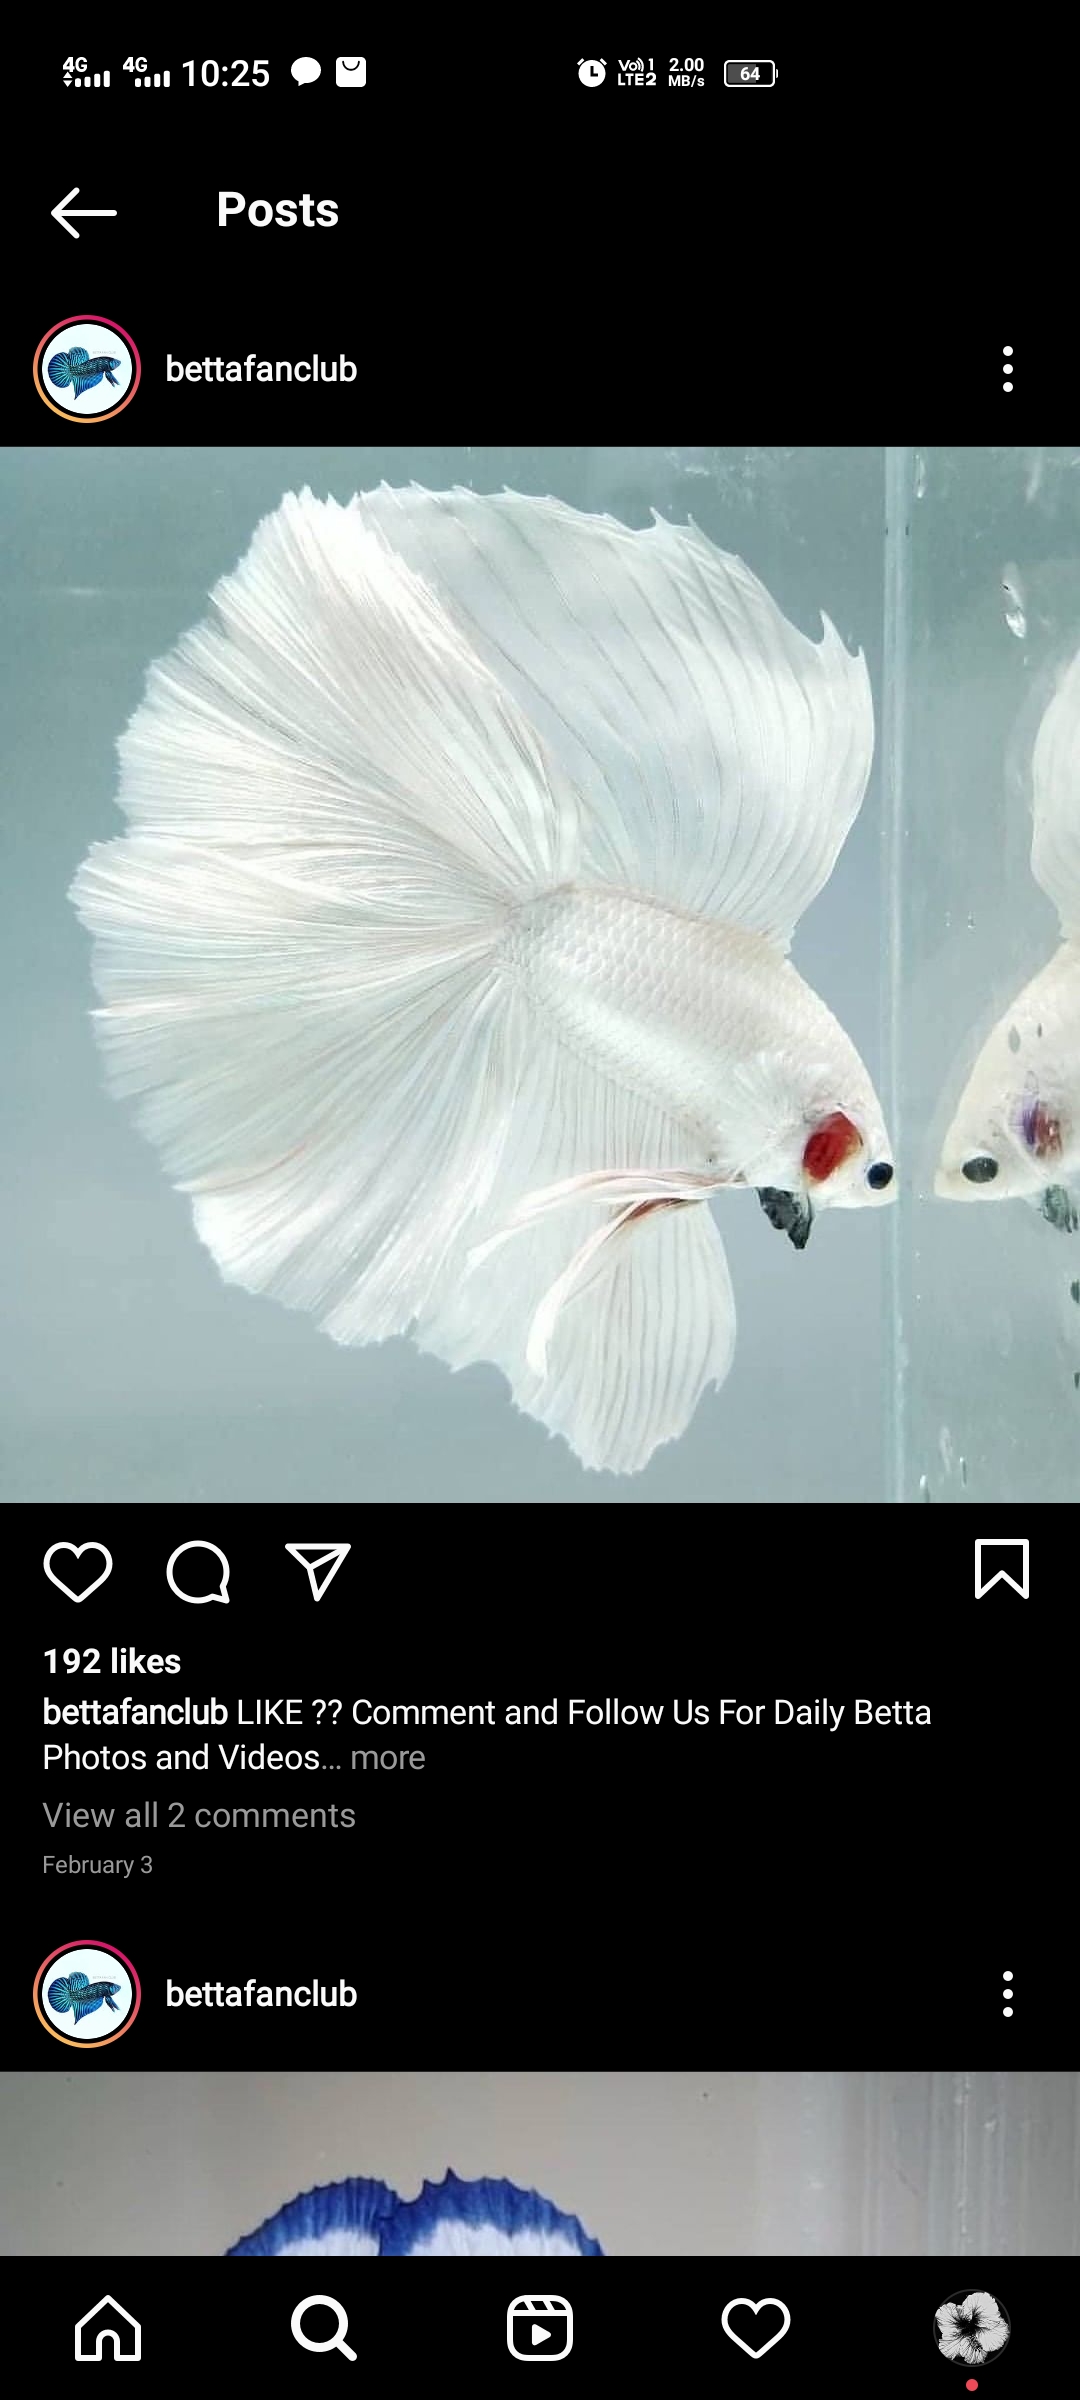 4G 4G 10:25 Vo)) 1 LTE2 2.00 MB/s 64
Posts
bettafanclub
192 likes
bettafanclub LIKE ?? Comment and Follow Us For Daily Betta
Photos and Videos... more
View all 2 comments
February 3
bettafanclub